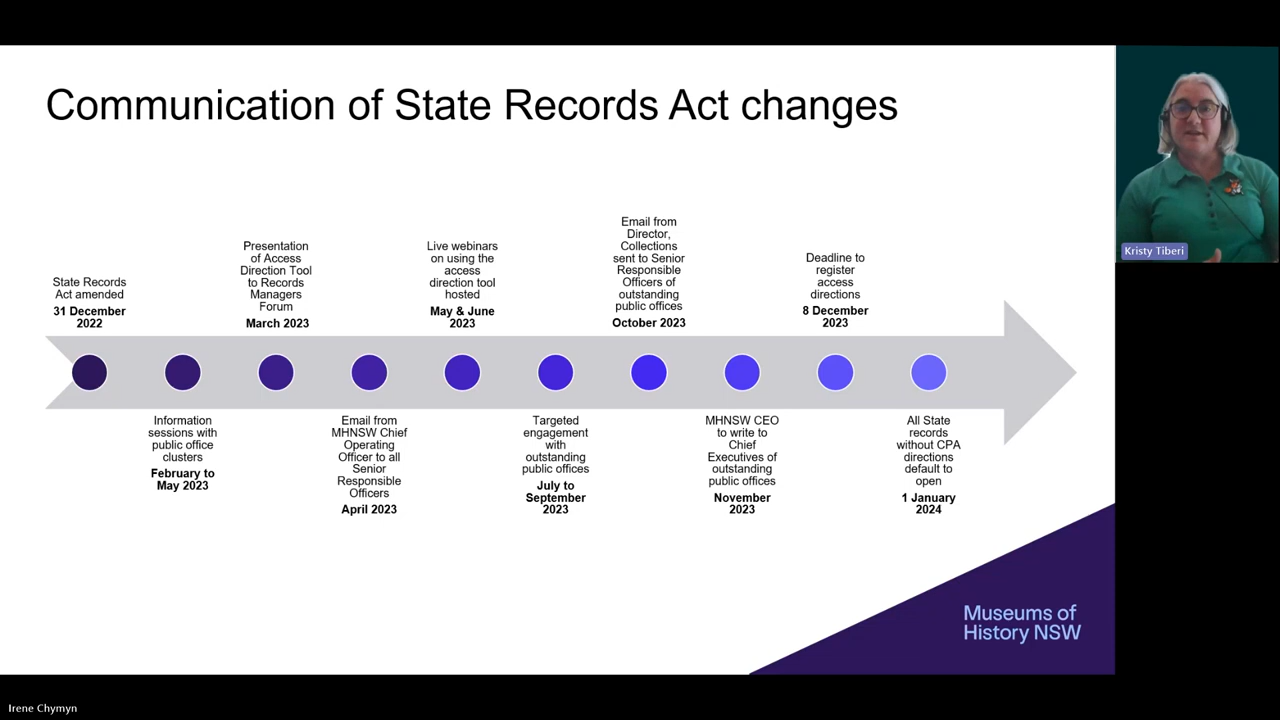 Communication of State Records Act changes
State Records
Act amended
31 December
2022
Information
sessions with
public office
clusters
February to
May 2023
Presentation
of Access
Direction Tool
to Records
Managers
Forum
March 2023
Email from
MHNSW Chief
Operating
Officer to all
Senior
Responsible
Officers
April 2023
Live webinars
on using the
access
direction tool
hosted
May & June
2023
Targeted
engagement
with
outstanding
public offices
July to
September
2023
Email from
Director,
Collections
sent to Senior
Responsible
Officers of
outstanding
public offices
October 2023
MHNSW CEO
to write to
Chief
Executives of
outstanding
public offices
November
2023
Deadline to
register
access
directions
8 December
2023
All State
records
without CPA
directions
default to
open
1 January
2024
Museums of
History NSW
Kristy Tiberi
Irene Chymyn